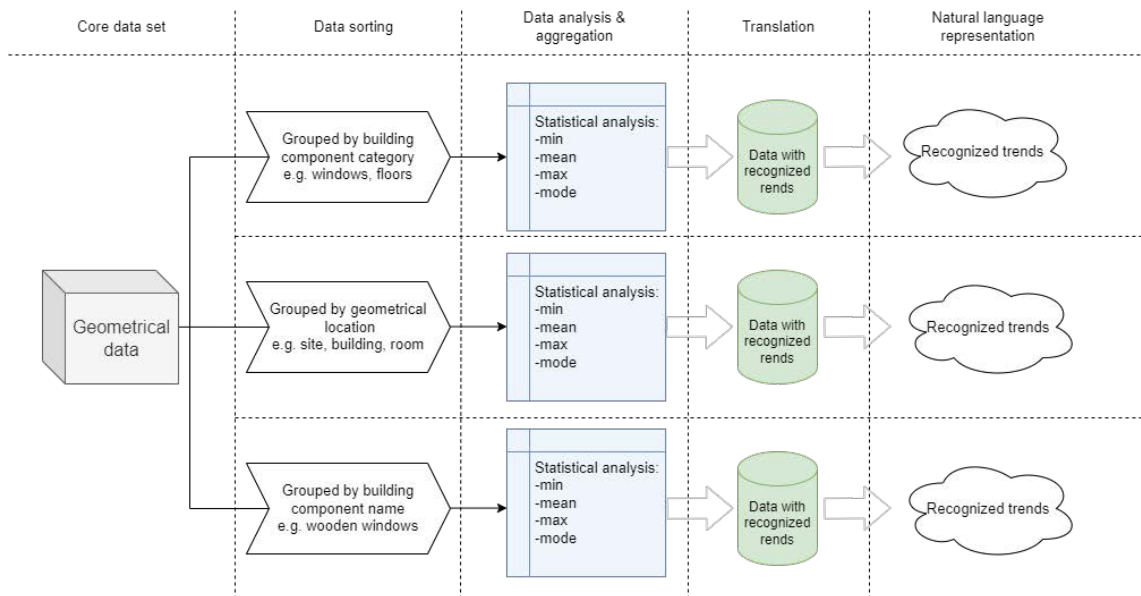 Core data set
Data sorting
Data analysis &
aggregation
Translation
Natural language
representation
Geometrical
data
Grouped by building
component category
e.g. windows, floors
Statistical analysis:
-min
-mean
-max
-mode
Data with
recognized
rends
Recognized trends
Grouped by geometrical
location
e.g. site, building, room
Statistical analysis:
-min
-mean
-max
-mode
Data with
recognized
rends
Recognized trends
Grouped by building
component name
e.g. wooden windows
Statistical analysis:
-min
-mean
-max
-mode
Data with
recognized
rends
Recognized trends